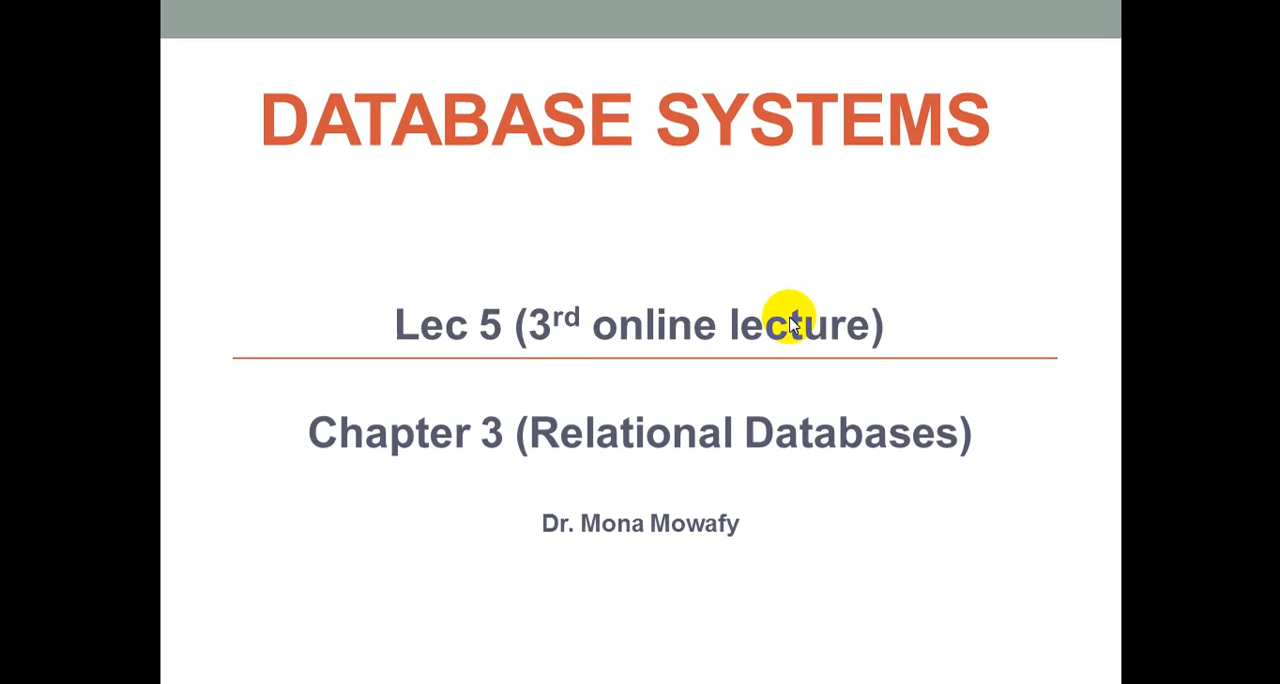 DATABASE SYSTEMS
Lec 5 (3rd online lecture)
Chapter 3 (Relational Databases)
Dr. Mona Mowafy